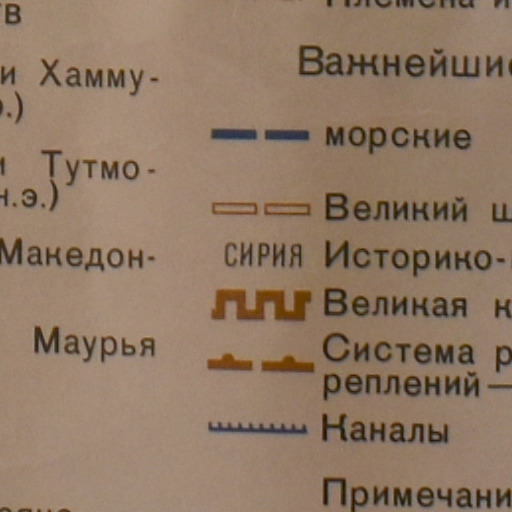 и Хамму-
и Тутмо-
н.э.)
Македон-
Маурья
Племена и
Важнейшие
морские
Великий ш
СИРИЯ Историко-
Великая к
Система р
реплений—
Каналы
Примечани